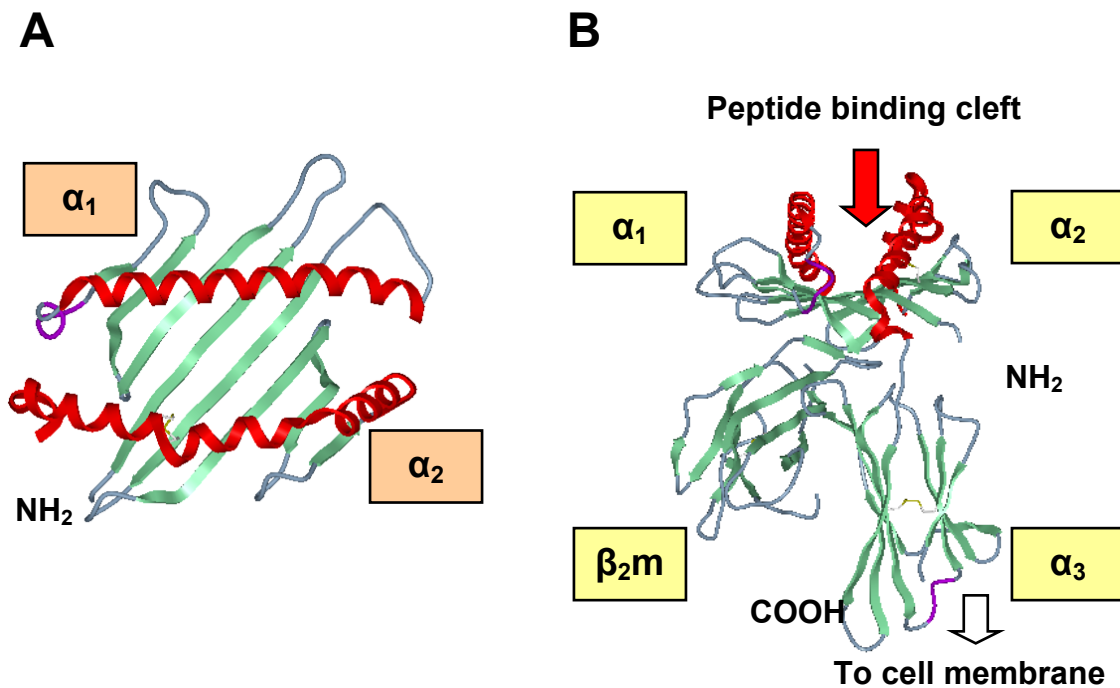 A
α₁
α₂
NH₂
B
Peptide binding cleft
α₁
α₂
NH₂
β₂m
α₃
COOH
To cell membrane